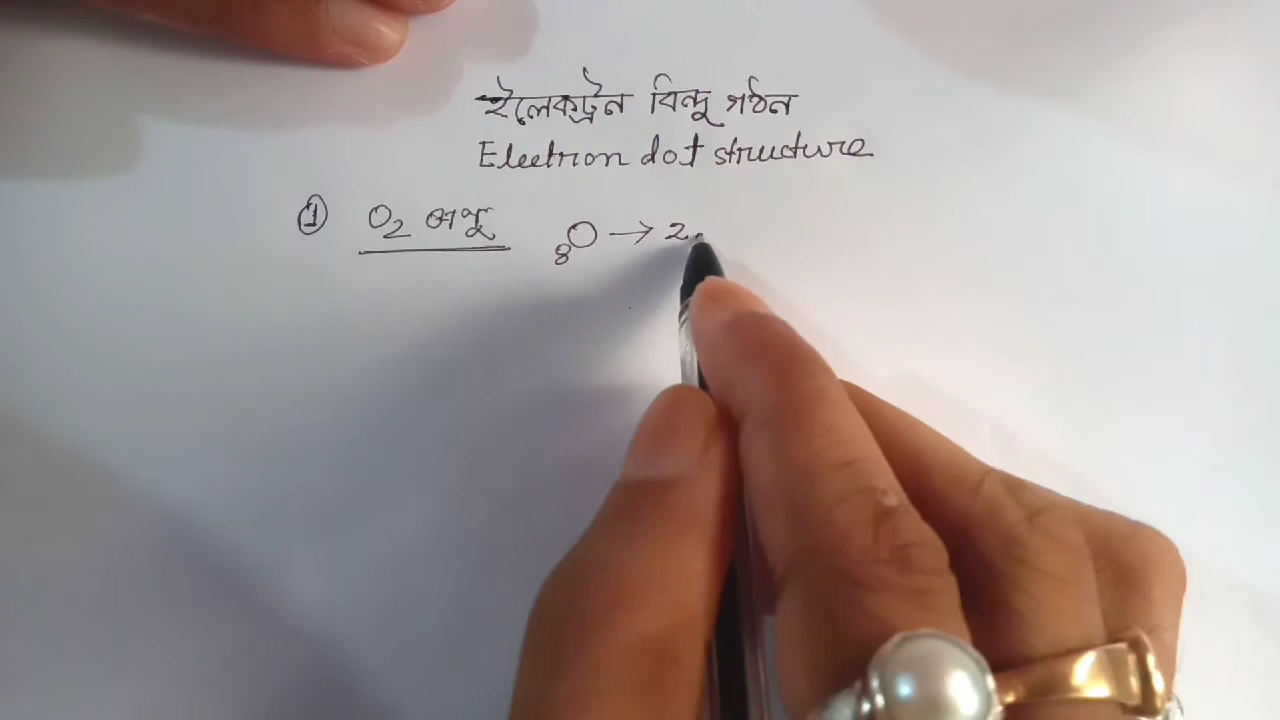 ইলেকট্রন বিন্দু গঠন
Electron dot structure
① O₂ অণু ₈O → 2,